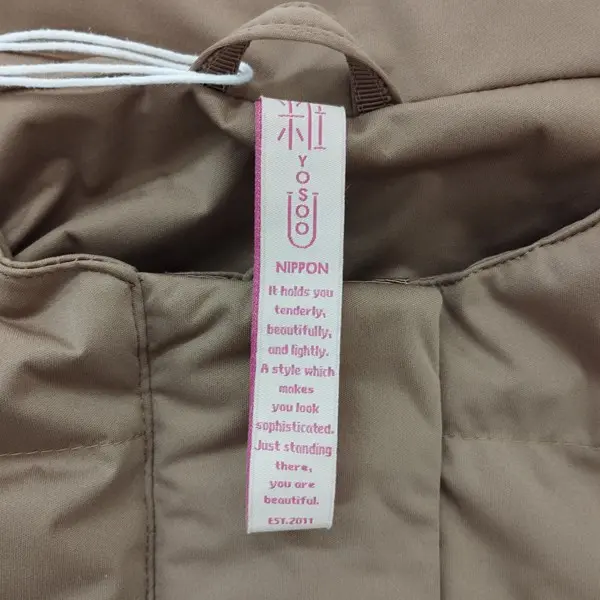 YOSOO
NIPPON
It holds you
tenderly,
beautifully,
and lightly.
A style which
makes
you look
sophisticated.
Just standing
there,
you are
beautiful.
EST.2011